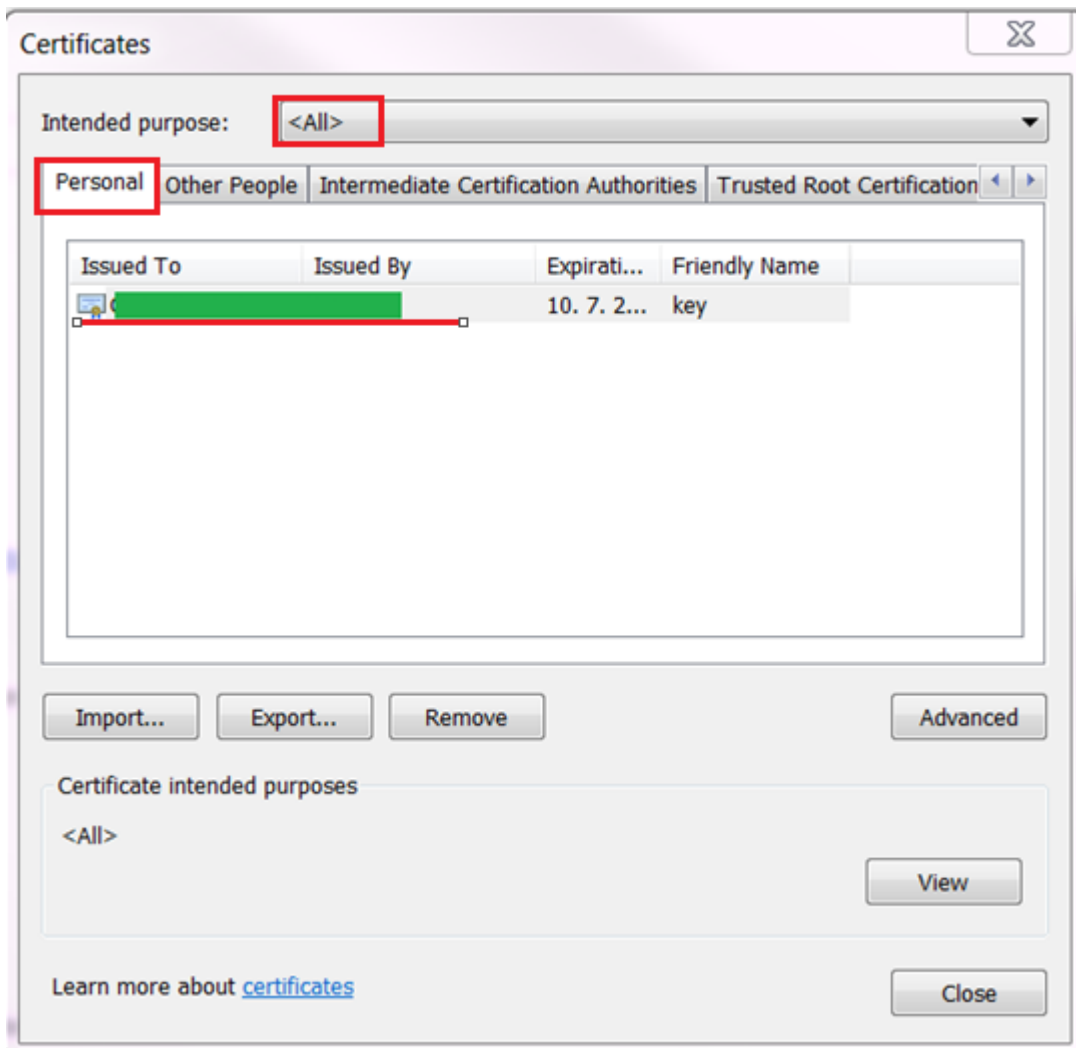 Certificates
Intended purpose: <All>
Personal Other People Intermediate Certification Authorities Trusted Root Certification
Issued To Issued By Expirati... Friendly Name
10. 7. 2... key
Import... Export... Remove Advanced
Certificate intended purposes
<All>
View
Learn more about certificates
Close